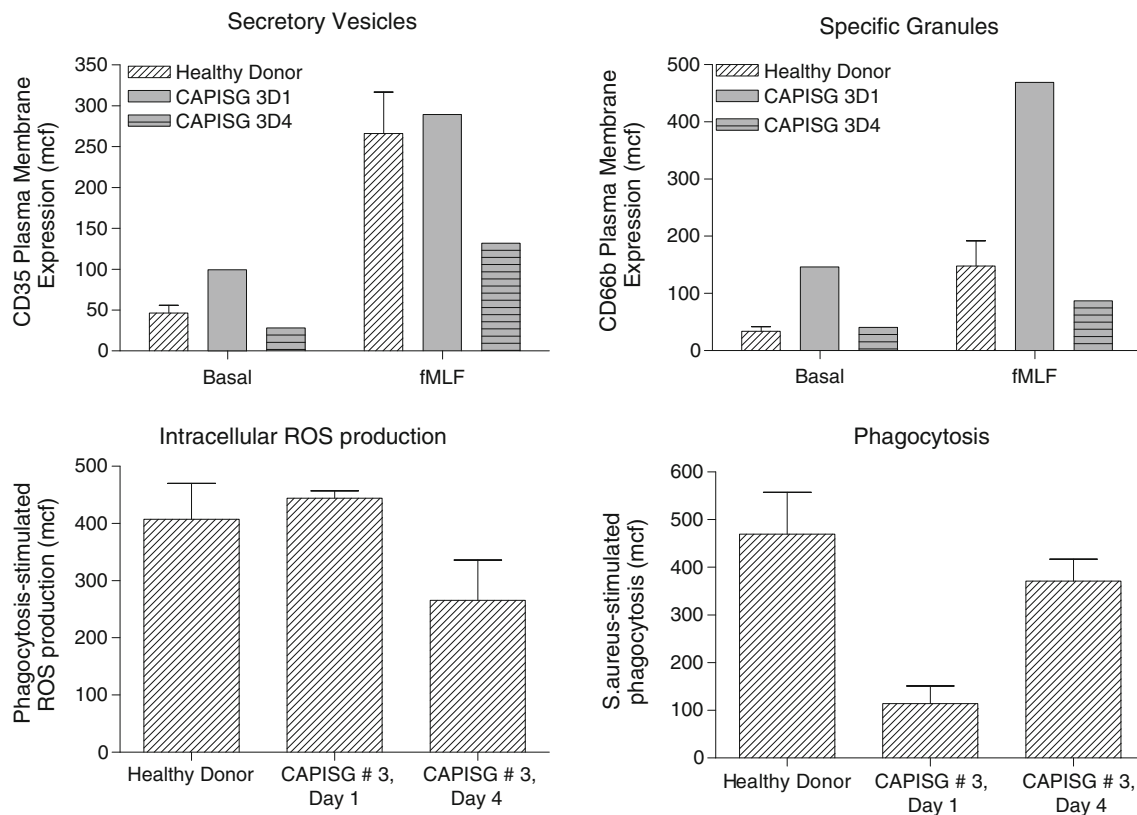 Secretory Vesicles
CD35 Plasma Membrane
Expression (mcf)
350
300
250
200
150
100
50
0
Healthy Donor
CAPISG 3D1
CAPISG 3D4
Basal
fMLF
Specific Granules
CD66b Plasma Membrane
Expression (mcf)
500
400
300
200
100
0
Healthy Donor
CAPISG 3D1
CAPISG 3D4
Basal
fMLF
Intracellular ROS production
Phagocytosis-stimulated
ROS production (mcf)
500
400
300
200
100
0
Healthy Donor
CAPISG # 3,
Day 1
CAPISG # 3,
Day 4
Phagocytosis
S.aureus-stimulated
phagocytosis (mcf)
600
500
400
300
200
100
0
Healthy Donor
CAPISG # 3,
Day 1
CAPISG # 3,
Day 4